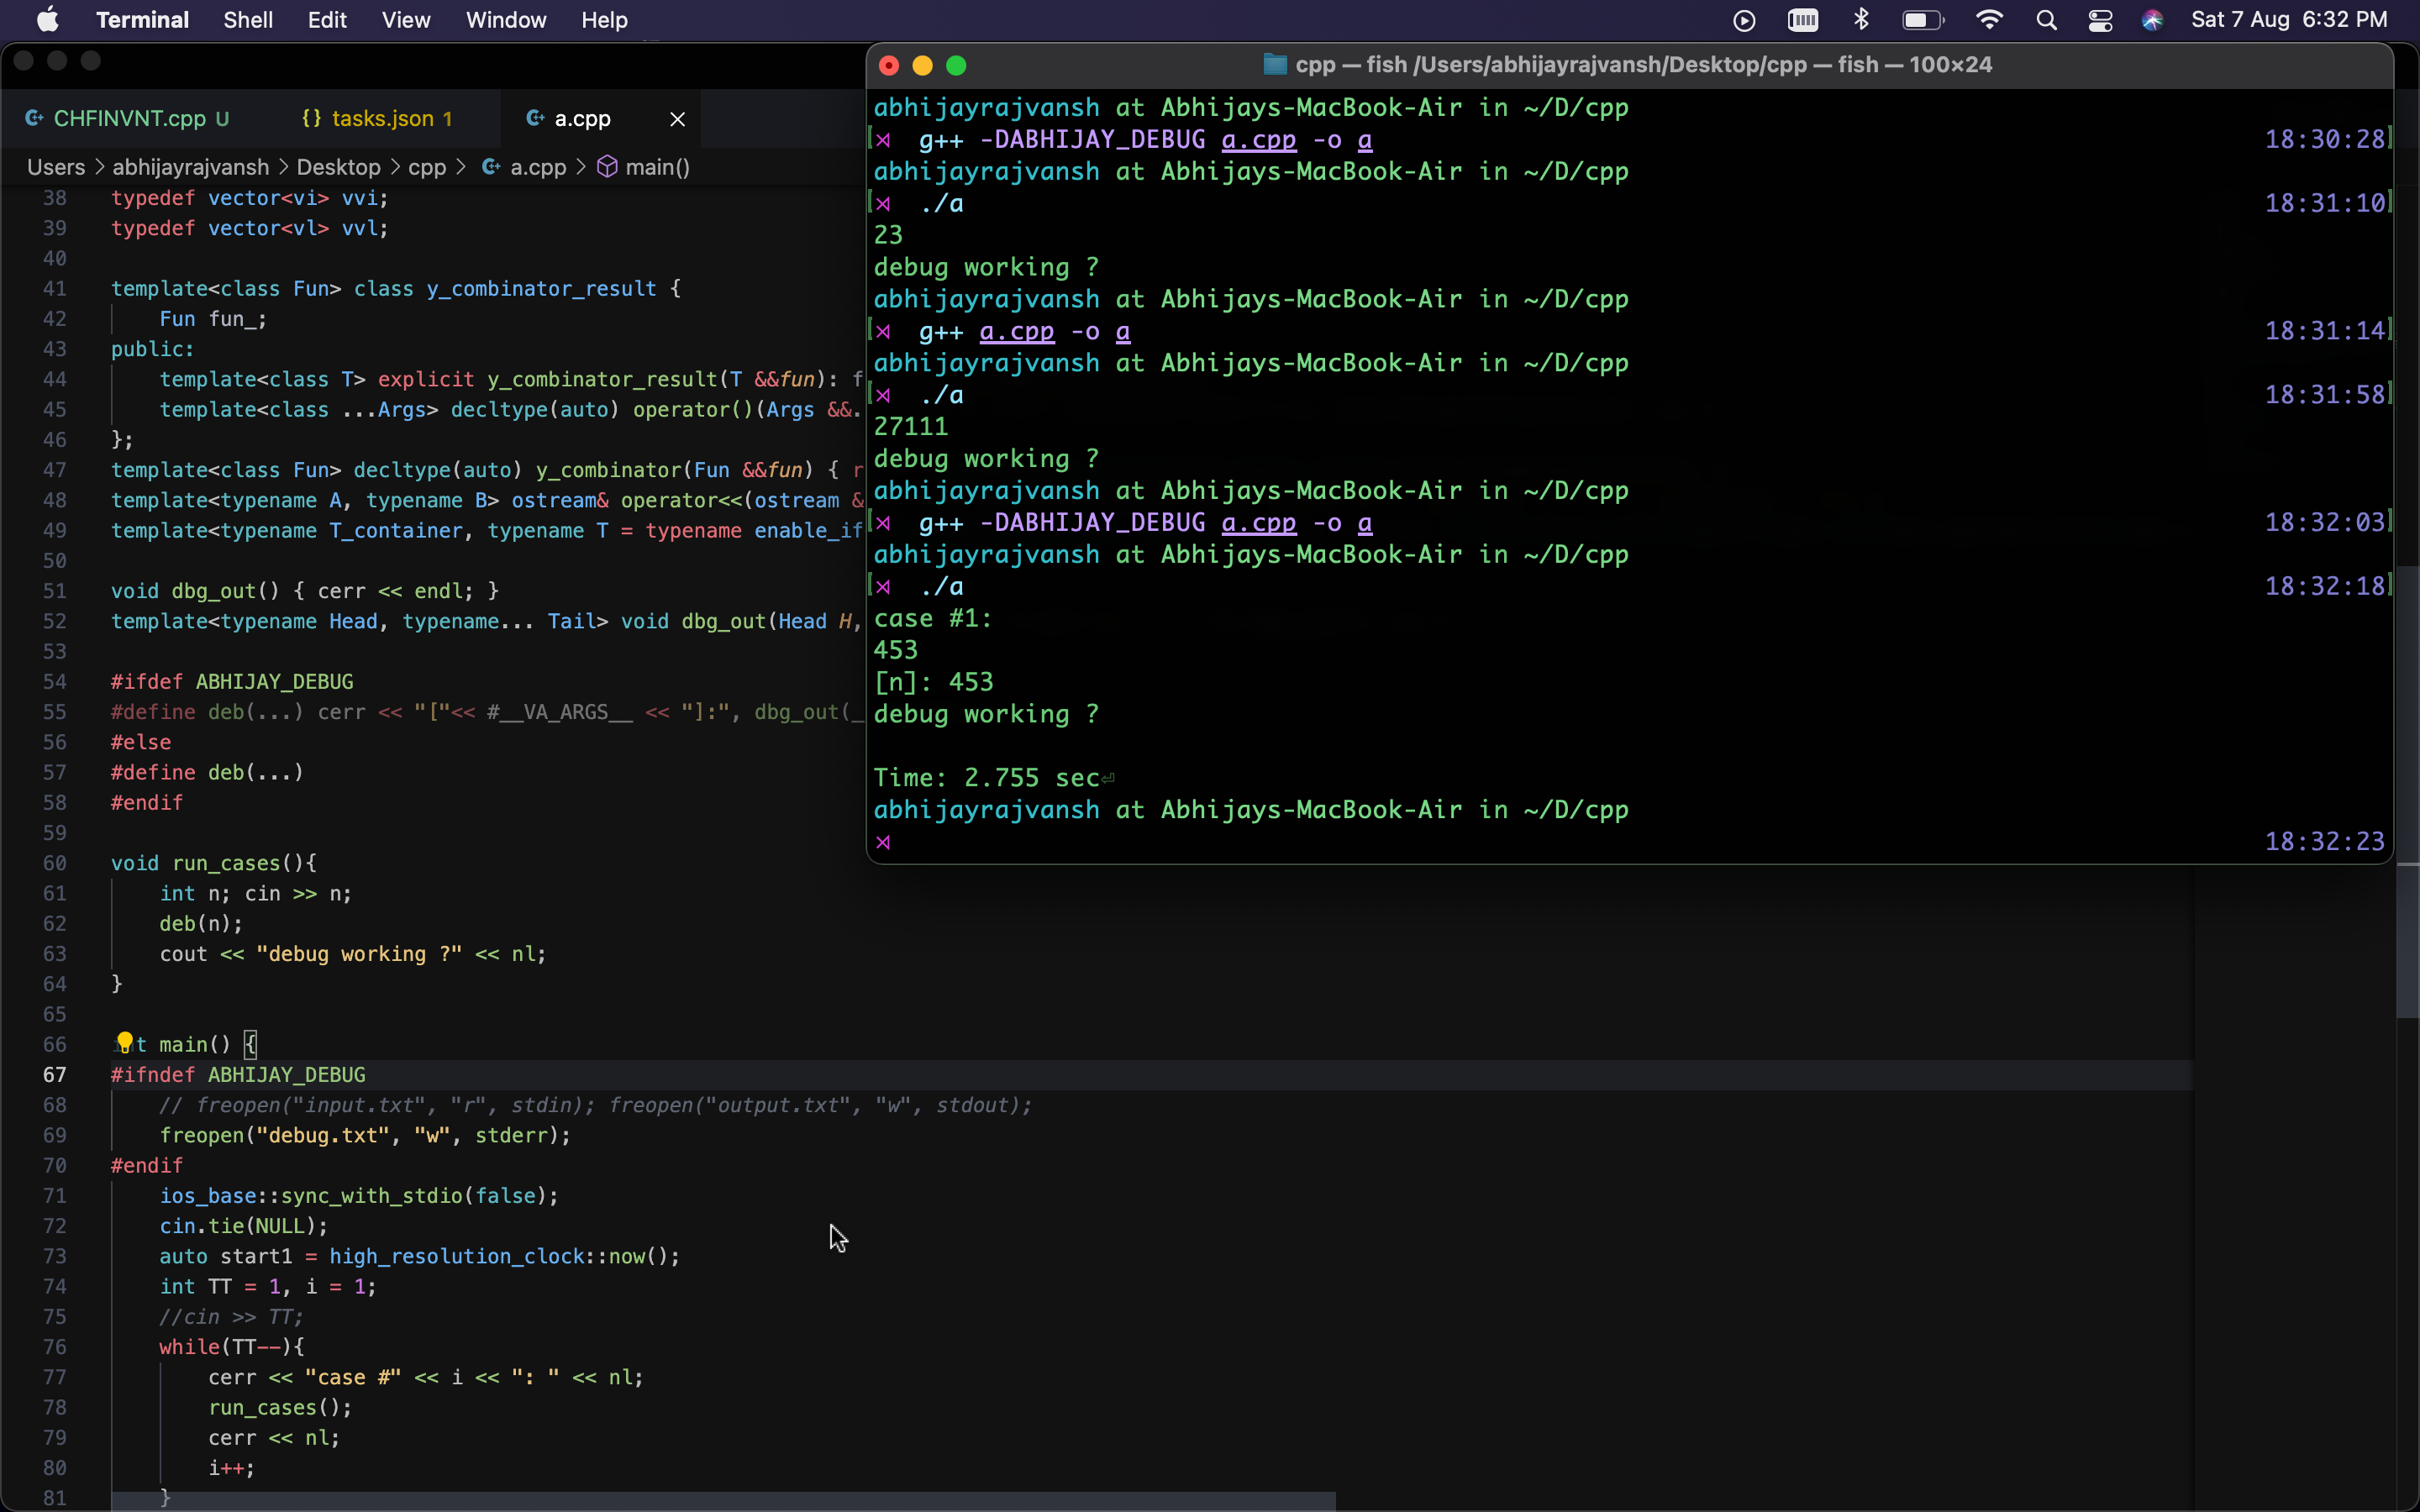 Terminal Shell Edit View Window Help
Sat 7 Aug 6:32 PM
CHFINVNT.cpp U
{} tasks.json 1
a.cpp
Users > abhijayrajvansh > Desktop > cpp > a.cpp > main()
38 typedef vector<vi> vvi;
39 typedef vector<vl> vvl;
40
41 template<class Fun> class y_combinator_result {
42 Fun fun_;
43 public:
44 template<class T> explicit y_combinator_result(T &&fun): f
45 template<class ...Args> decltype(auto) operator()(Args &&.
46 };
47 template<class Fun> decltype(auto) y_combinator(Fun &&fun) { r
48 template<typename A, typename B> ostream& operator<<(ostream &
49 template<typename T_container, typename T = typename enable_if
50
51 void dbg_out() { cerr << endl; }
52 template<typename Head, typename... Tail> void dbg_out(Head H,
53
54 #ifdef ABHIJAY_DEBUG
55 #define deb(...) cerr << "["<< #__VA_ARGS__ << "]:", dbg_out(_
56 #else
57 #define deb(...)
58 #endif
59
60 void run_cases(){
61 int n; cin >> n;
62 deb(n);
63 cout << "debug working ?" << nl;
64 }
65
66 t main() {
67 #ifndef ABHIJAY_DEBUG
68 // freopen("input.txt", "r", stdin); freopen("output.txt", "w", stdout);
69 freopen("debug.txt", "w", stderr);
70 #endif
71 ios_base::sync_with_stdio(false);
72 cin.tie(NULL);
73 auto start1 = high_resolution_clock::now();
74 int TT = 1, i = 1;
75 //cin >> TT;
76 while(TT--){
77 cerr << "case #" << i << ": " << nl;
78 run_cases();
79 cerr << nl;
80 i++;
81 }
cpp — fish /Users/abhijayrajvansh/Desktop/cpp — fish — 100×24
abhijayrajvansh at Abhijays-MacBook-Air in ~/D/cpp
[⋊ g++ -DABHIJAY_DEBUG a.cpp -o a 18:30:28]
abhijayrajvansh at Abhijays-MacBook-Air in ~/D/cpp
[⋊ ./a 18:31:10]
23
debug working ?
abhijayrajvansh at Abhijays-MacBook-Air in ~/D/cpp
[⋊ g++ a.cpp -o a 18:31:14]
abhijayrajvansh at Abhijays-MacBook-Air in ~/D/cpp
[⋊ ./a 18:31:58]
27111
debug working ?
abhijayrajvansh at Abhijays-MacBook-Air in ~/D/cpp
[⋊ g++ -DABHIJAY_DEBUG a.cpp -o a 18:32:03]
abhijayrajvansh at Abhijays-MacBook-Air in ~/D/cpp
[⋊ ./a 18:32:18]
case #1:
453
[n]: 453
debug working ?

Time: 2.755 sec⏎
abhijayrajvansh at Abhijays-MacBook-Air in ~/D/cpp
⋊ 18:32:23